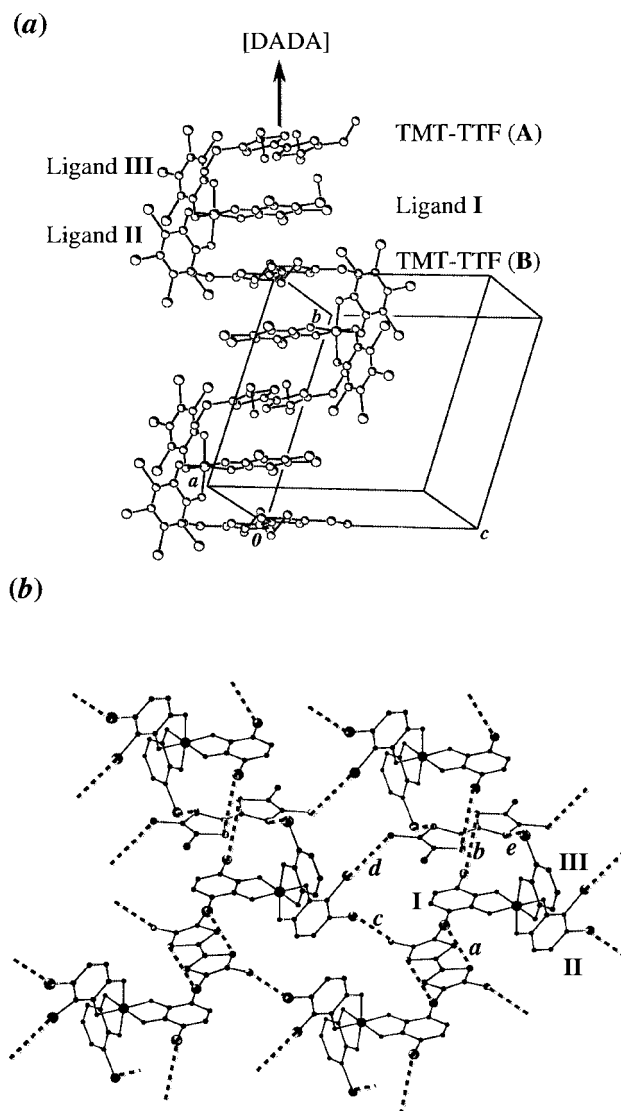 (a)
[DADA]
TMT-TTF (A)
Ligand III
Ligand I
Ligand II
TMT-TTF (B)
b
a
0
c
(b)
d
b
e
III
I
c
a
II